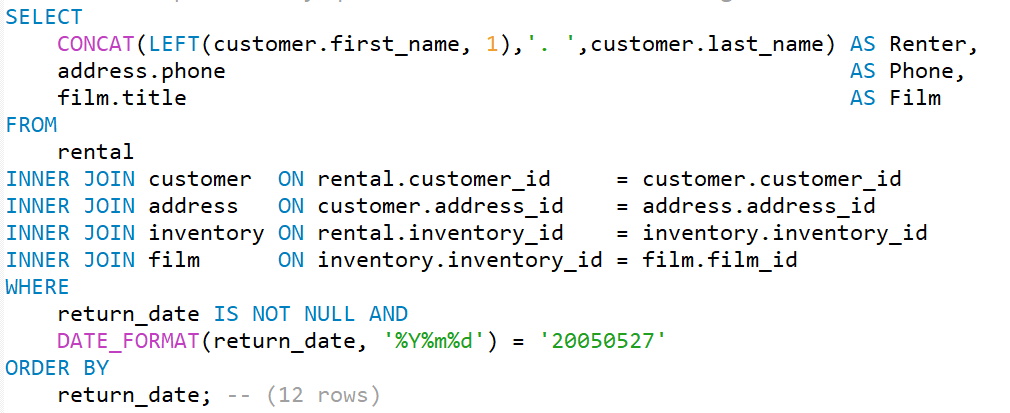 SELECT
CONCAT(LEFT(customer.first_name, 1),'. ',customer.last_name) AS Renter,
address.phone AS Phone,
film.title AS Film
FROM
rental
INNER JOIN customer ON rental.customer_id = customer.customer_id
INNER JOIN address ON customer.address_id = address.address_id
INNER JOIN inventory ON rental.inventory_id = inventory.inventory_id
INNER JOIN film ON inventory.inventory_id = film.film_id
WHERE
return_date IS NOT NULL AND
DATE_FORMAT(return_date, '%Y%m%d') = '20050527'
ORDER BY
return_date; -- (12 rows)